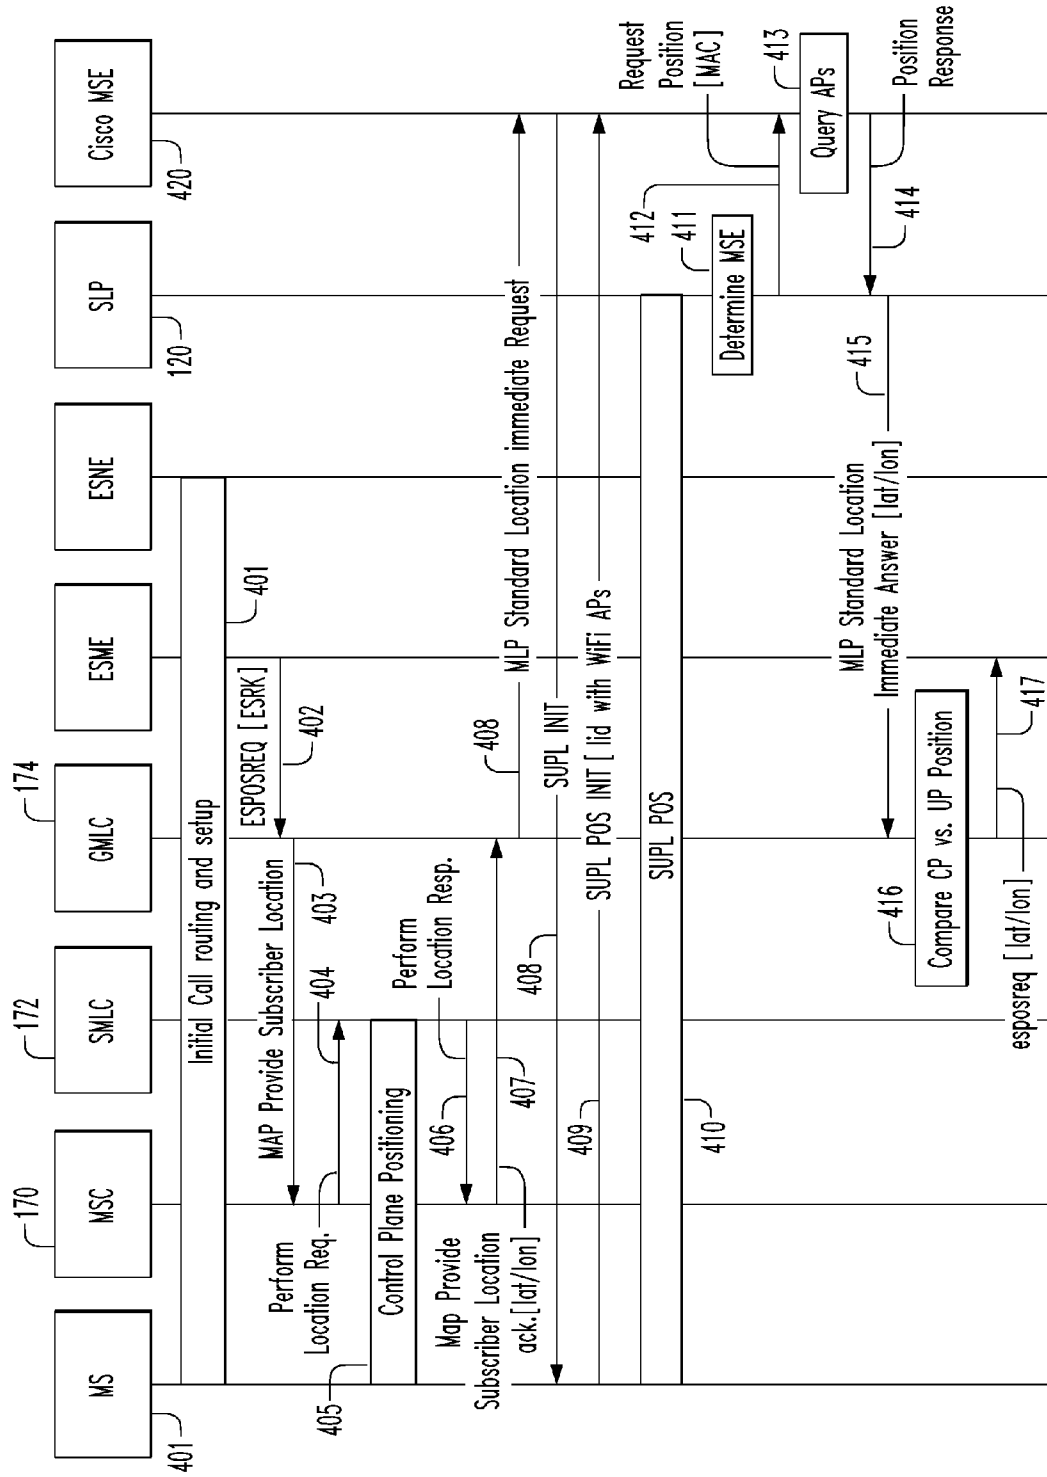 MS
401
MSC
170
SMLC
172
GMLC
174
ESME
ESNE
SLP
120
Cisco MSE
420
Initial Call routing and setup
401
ESPOSREQ [ESRK]
402
MAP Provide Subscriber Location
403
Perform
Location Req.
404
Control Plane Positioning
405
Perform
Location Resp.
406
Map Provide
Subscriber Location
ack.[lat/lon]
407
MLP Standard Location immediate Request
408
SUPL INIT
408
SUPL POS INIT [lid with WiFi APs
409
SUPL POS
410
Determine MSE
411
Request
Position
[MAC]
412
Query APs
413
Position
Response
414
MLP Standard Location
Immediate Answer [lat/lon]
415
Compare CP vs. UP Position
416
esposreq [lat/lon]
417